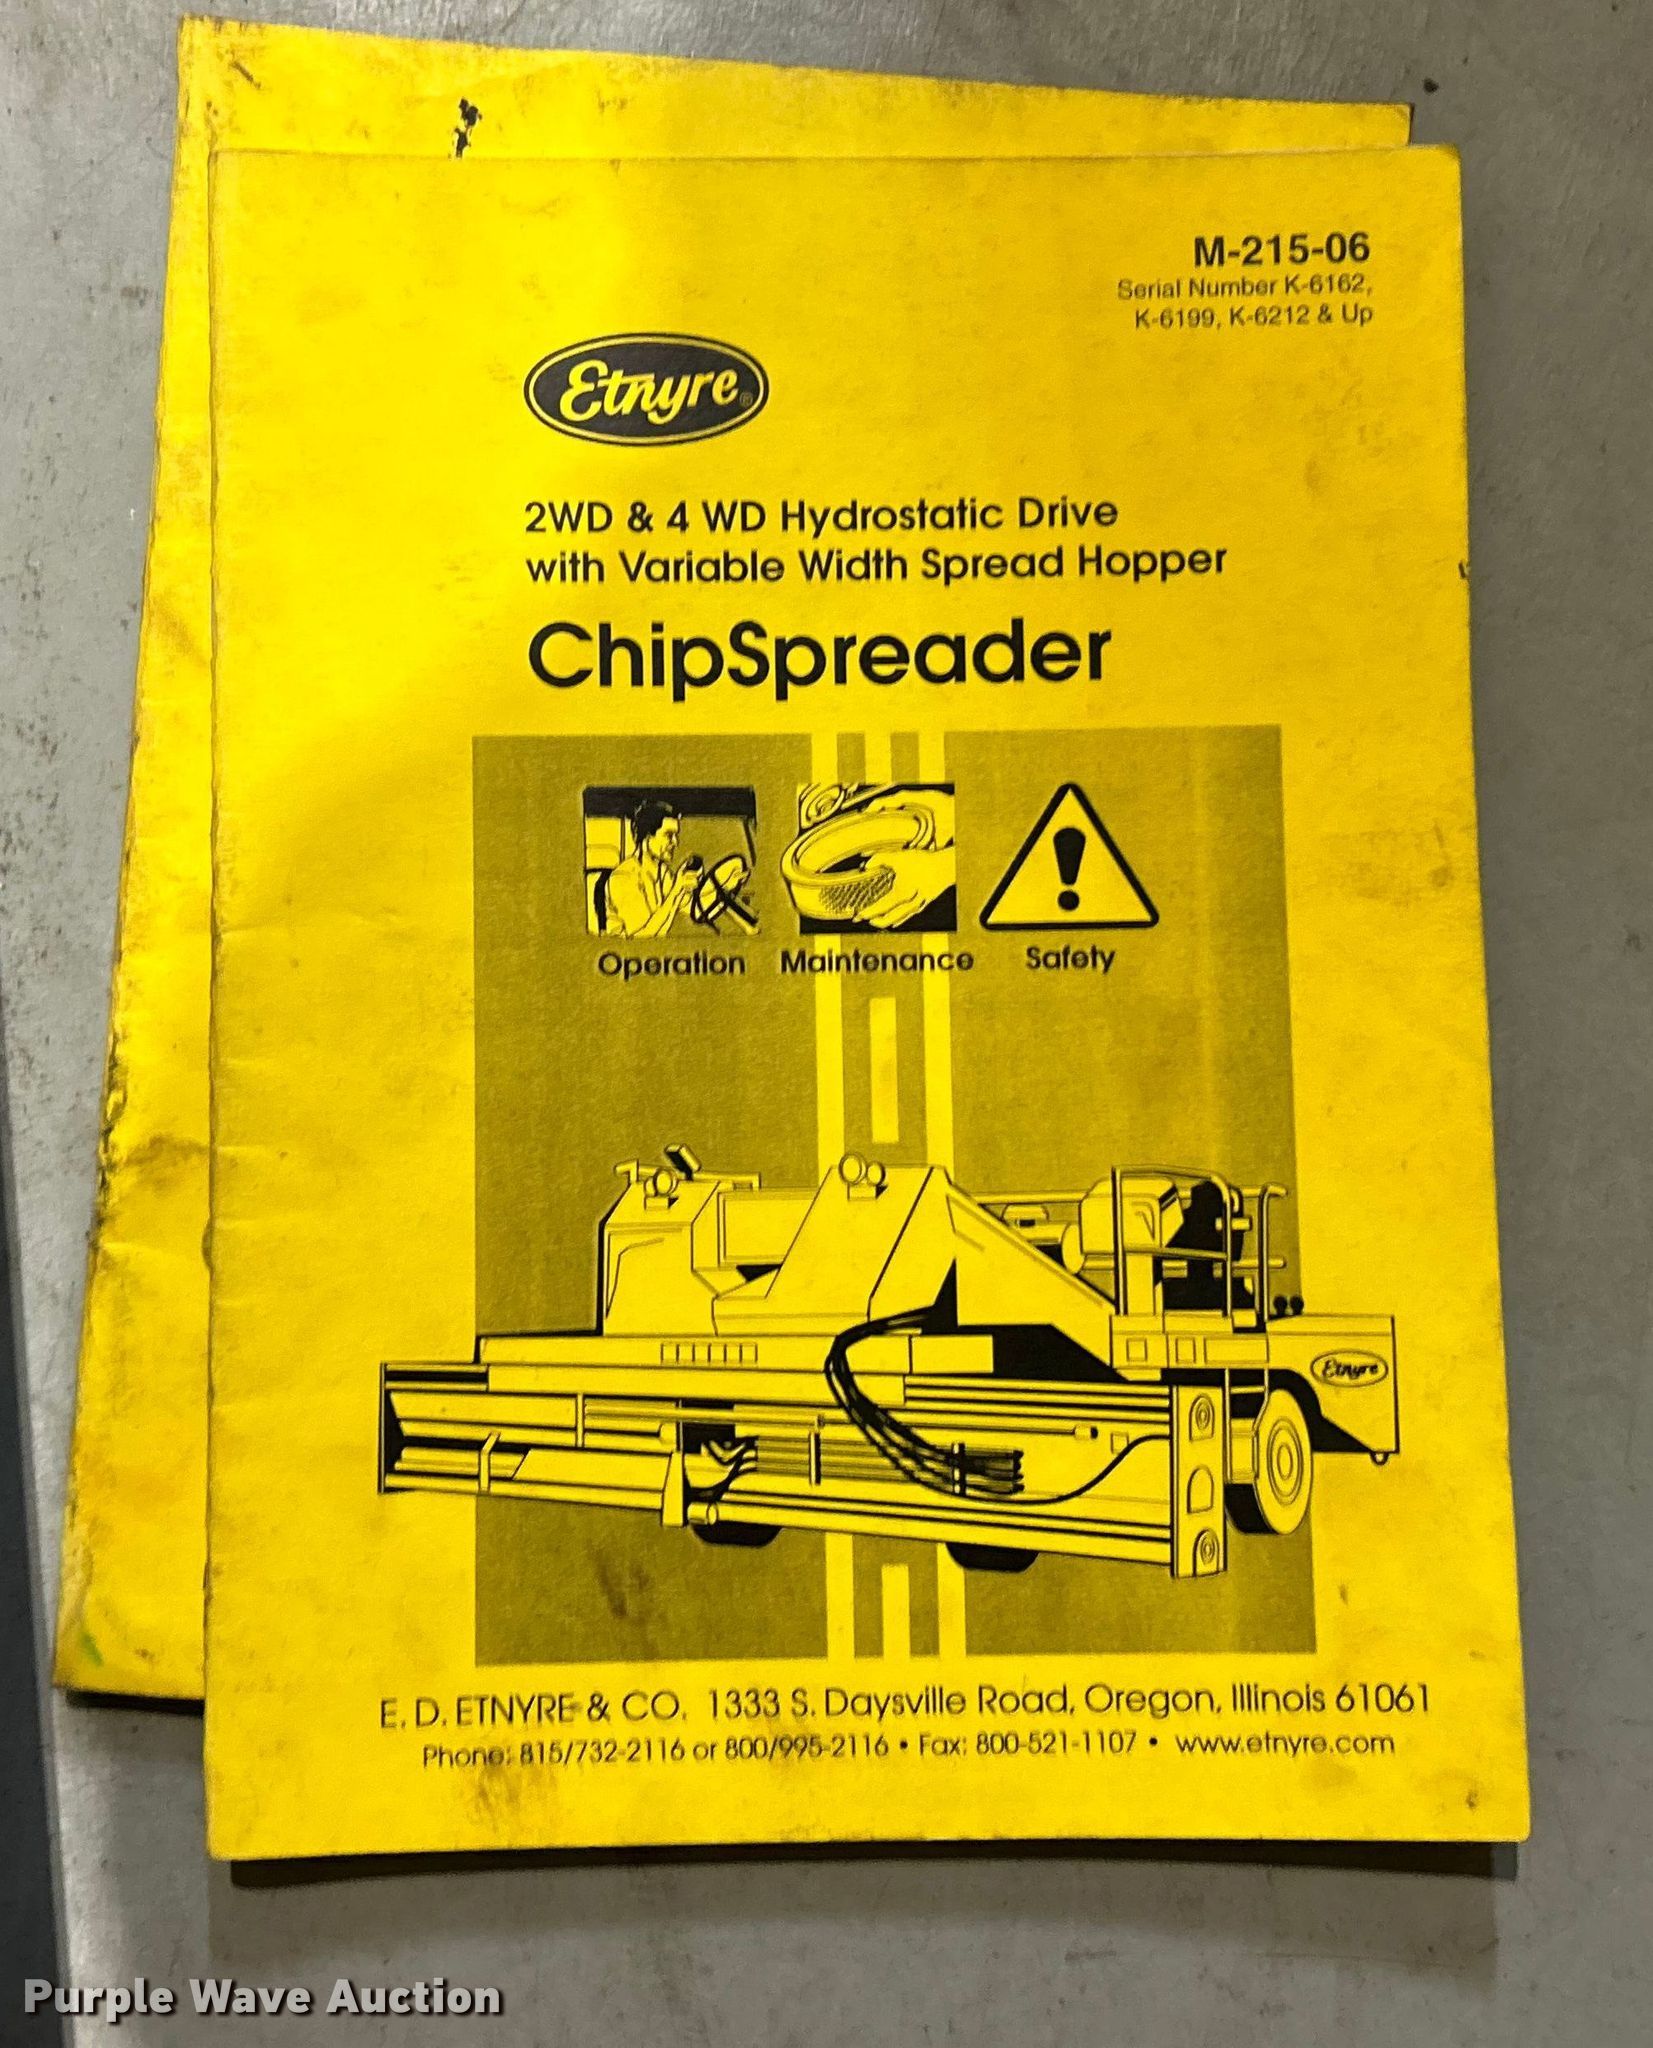 M-215-06
Serial Number K-6162,
K-6199, K-6212 & Up
Etnyre®
2WD & 4 WD Hydrostatic Drive
with Variable Width Spread Hopper
ChipSpreader
Operation Maintenance Safety
Etnyre
E. D. ETNYRE & CO. 1333 S. Daysville Road, Oregon, Illinois 61061
Phone: 815/732-2116 or 800/995-2116 • Fax: 800-521-1107 • www.etnyre.com
Purple Wave Auction